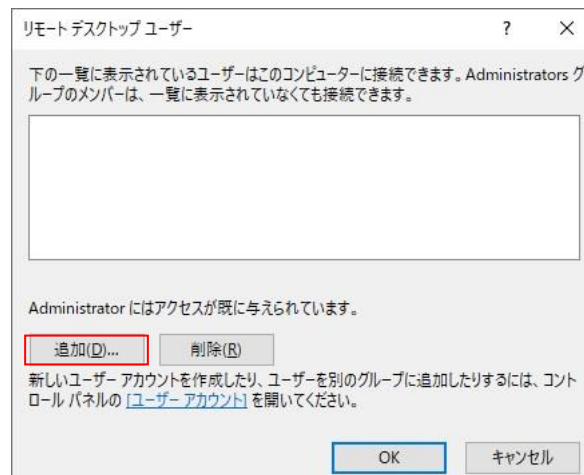 リモート デスクトップ ユーザー
?
×
下の一覧に表示されているユーザーはこのコンピューターに接続できます。Administrators グ
ループのメンバーは、一覧に表示されていなくても接続できます。
Administrator にはアクセスが既に与えられています。
追加(D)... 削除(R)
新しいユーザー アカウントを作成したり、ユーザーを別のグループに追加したりするには、コント
ロール パネルの [ユーザー アカウント] を開いてください。
OK キャンセル